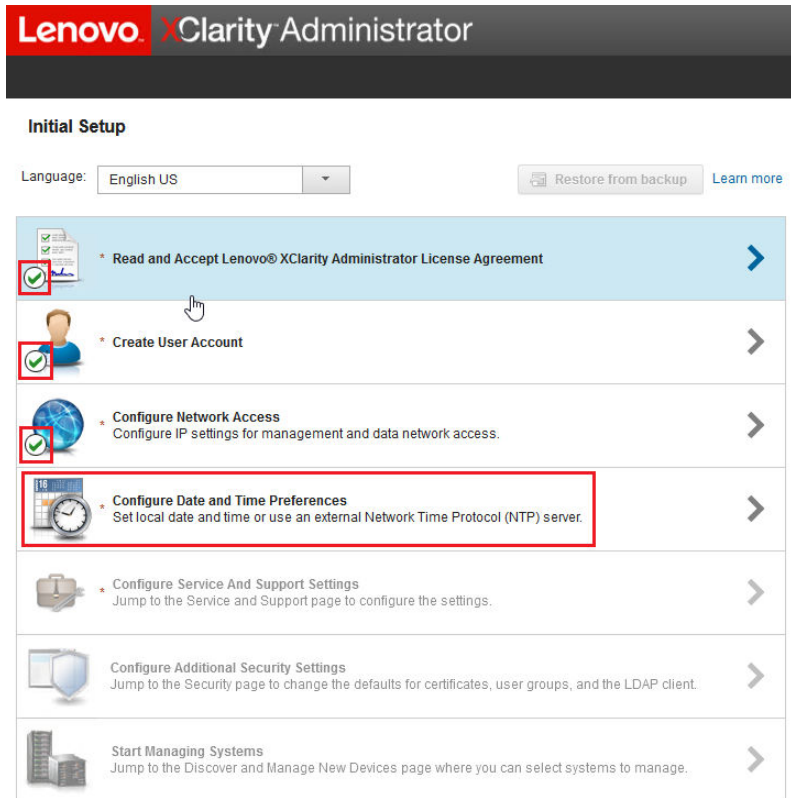 Lenovo. XClarity Administrator
Initial Setup
Language: English US Restore from backup Learn more
* Read and Accept Lenovo® XClarity Administrator License Agreement
* Create User Account
* Configure Network Access
Configure IP settings for management and data network access.
16
* Configure Date and Time Preferences
Set local date and time or use an external Network Time Protocol (NTP) server.
* Configure Service And Support Settings
Jump to the Service and Support page to configure the settings.
Configure Additional Security Settings
Jump to the Security page to change the defaults for certificates, user groups, and the LDAP client.
Start Managing Systems
Jump to the Discover and Manage New Devices page where you can select systems to manage.